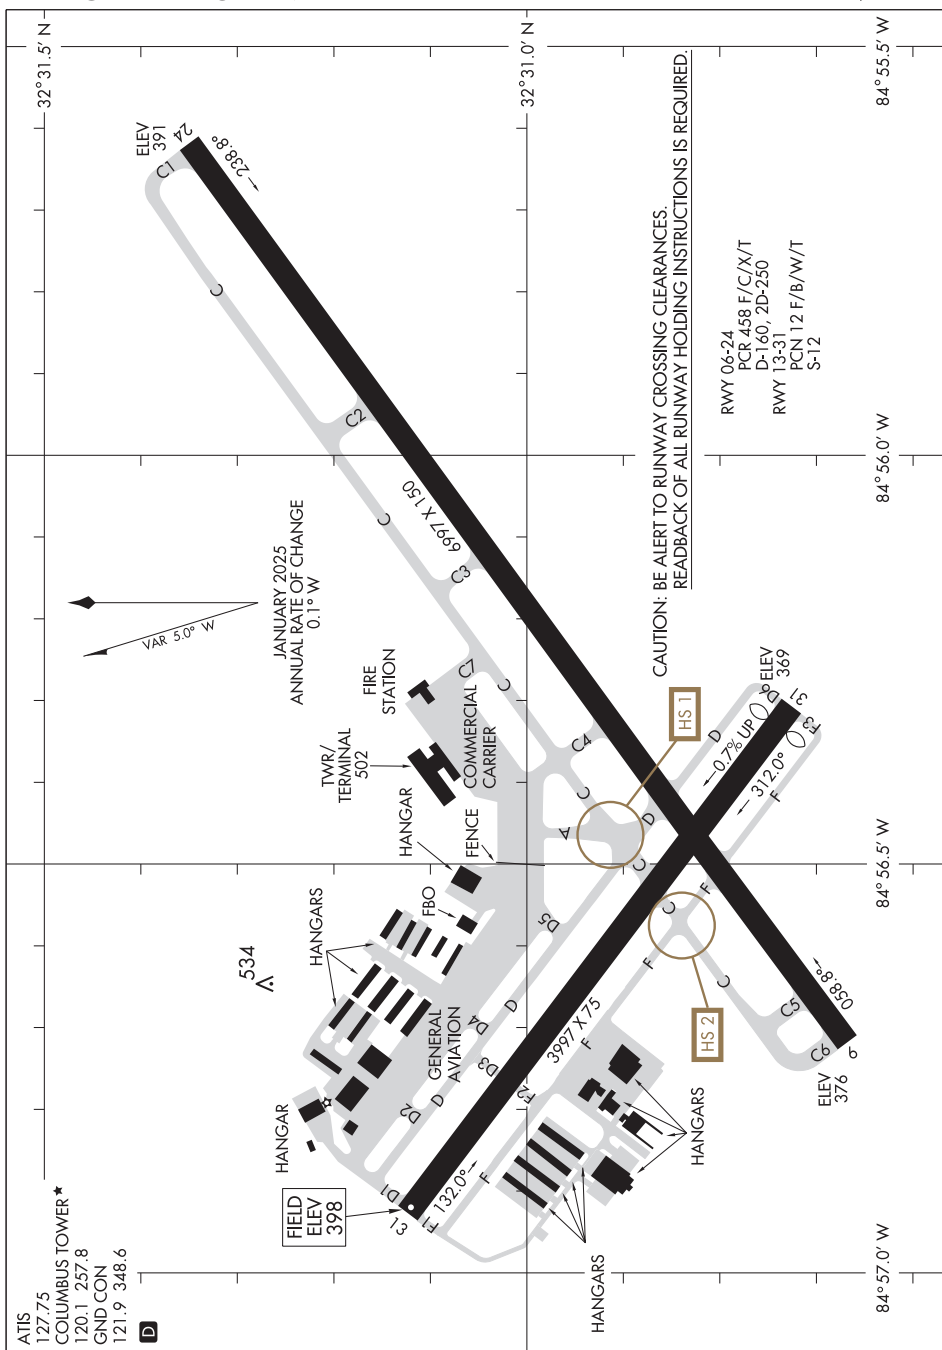 ATIS
127.75
COLUMBUS TOWER★
120.1 257.8
GND CON
121.9 348.6
D
32°31.5' N
32°31.0' N
84°55.5' W
84°56.0' W
84°56.5' W
84°57.0' W
ELEV
391
24
238.8°
C1
C
C2
C
6997 X 150
C3
C7
C
C4
C
JANUARY 2025
ANNUAL RATE OF CHANGE
0.1° W
VAR 5.0° W
CAUTION: BE ALERT TO RUNWAY CROSSING CLEARANCES.
READBACK OF ALL RUNWAY HOLDING INSTRUCTIONS IS REQUIRED.
RWY 06-24
PCR 458 F/C/X/T
D-160, 2D-250
RWY 13-31
PCN 12 F/B/W/T
S-12
FIRE
STATION
TWR/
TERMINAL
502
COMMERCIAL
CARRIER
HANGAR
FENCE
FBO
HANGARS
534
GENERAL
AVIATION
HANGAR
FIELD
ELEV
398
13
D1
F1
132.0°
D2
D
D3
D4
D
D5
A
HS 1
D
C
D
0.7% UP
312.0°
D6
ELEV
369
31
F3
F
F
C
F
HS 2
C
C5
058.8°
C6
6
ELEV
376
3997 X 75
F
F2
F
HANGARS
HANGARS